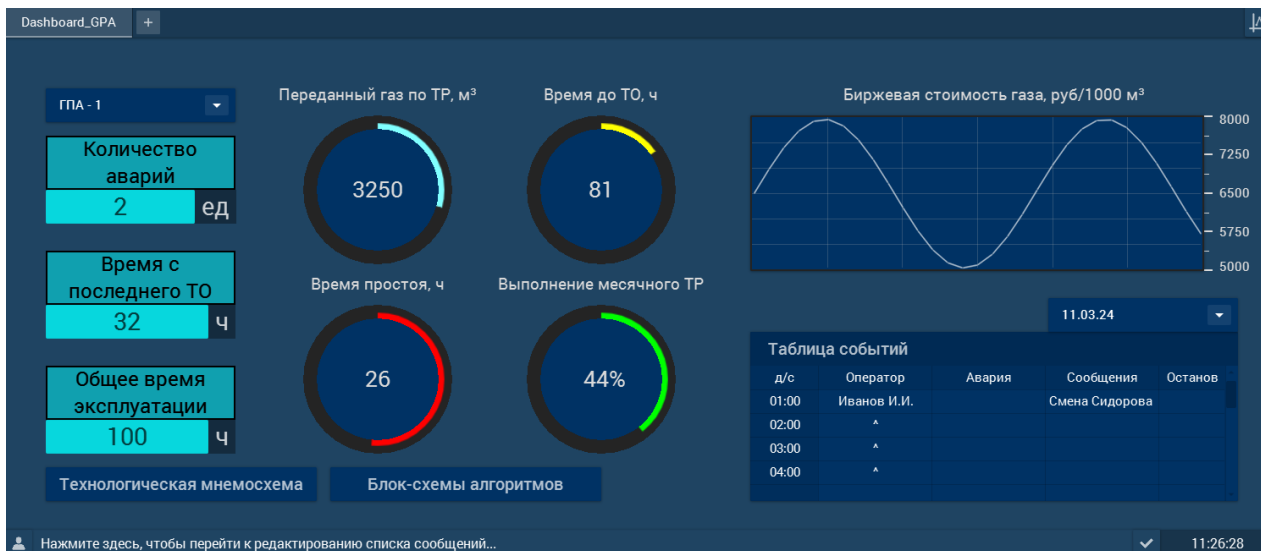 Dashboard_GPA +
ГПА - 1
Количество
аварий
2 ед
Время с
последнего ТО
32 ч
Общее время
эксплуатации
100 ч
Переданный газ по ТР, м³
3250
Время до ТО, ч
81
Время простоя, ч
26
Выполнение месячного ТР
44%
Технологическая мнемосхема
Блок-схемы алгоритмов
Биржевая стоимость газа, руб/1000 м³
8000
7250
6500
5750
5000
11.03.24
Таблица событий
д/с Оператор Авария Сообщения Останов
01:00 Иванов И.И. Смена Сидорова
02:00 ^
03:00 ^
04:00 ^
Нажмите здесь, чтобы перейти к редактированию списка сообщений...
11:26:28